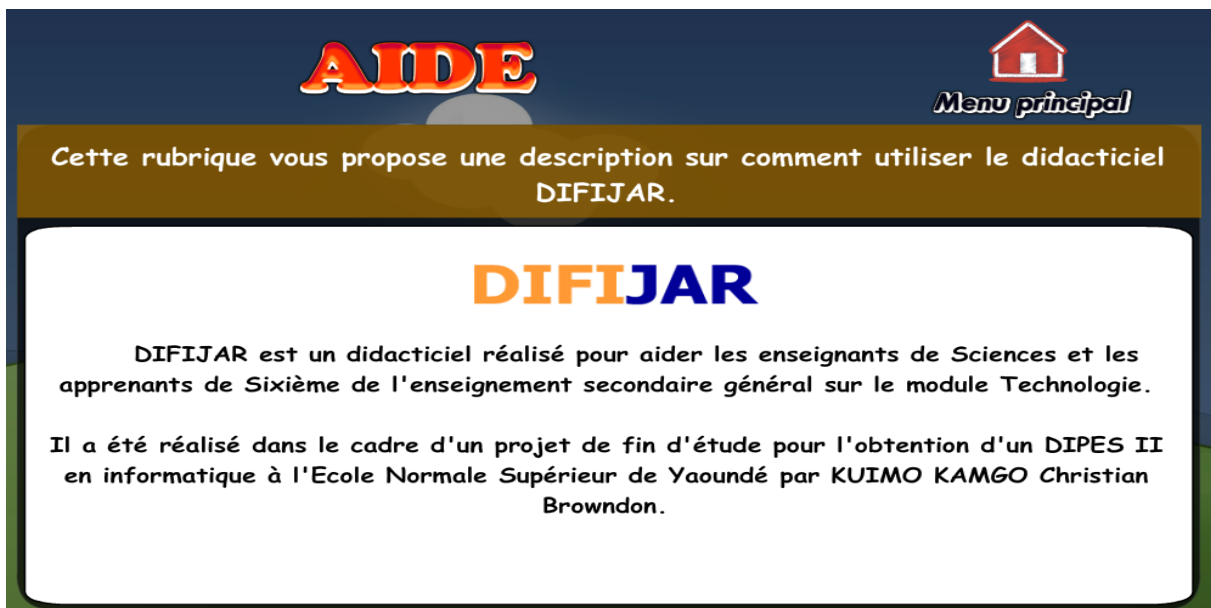 AIDE
Menu principal
Cette rubrique vous propose une description sur comment utiliser le didacticiel
DIFIJAR.
DIFIJAR
DIFIJAR est un didacticiel réalisé pour aider les enseignants de Sciences et les
apprenants de Sixième de l'enseignement secondaire général sur le module Technologie.
Il a été réalisé dans le cadre d'un projet de fin d'étude pour l'obtention d'un DIPES II
en informatique à l'Ecole Normale Supérieur de Yaoundé par KUIMO KAMGO Christian
Browndon.